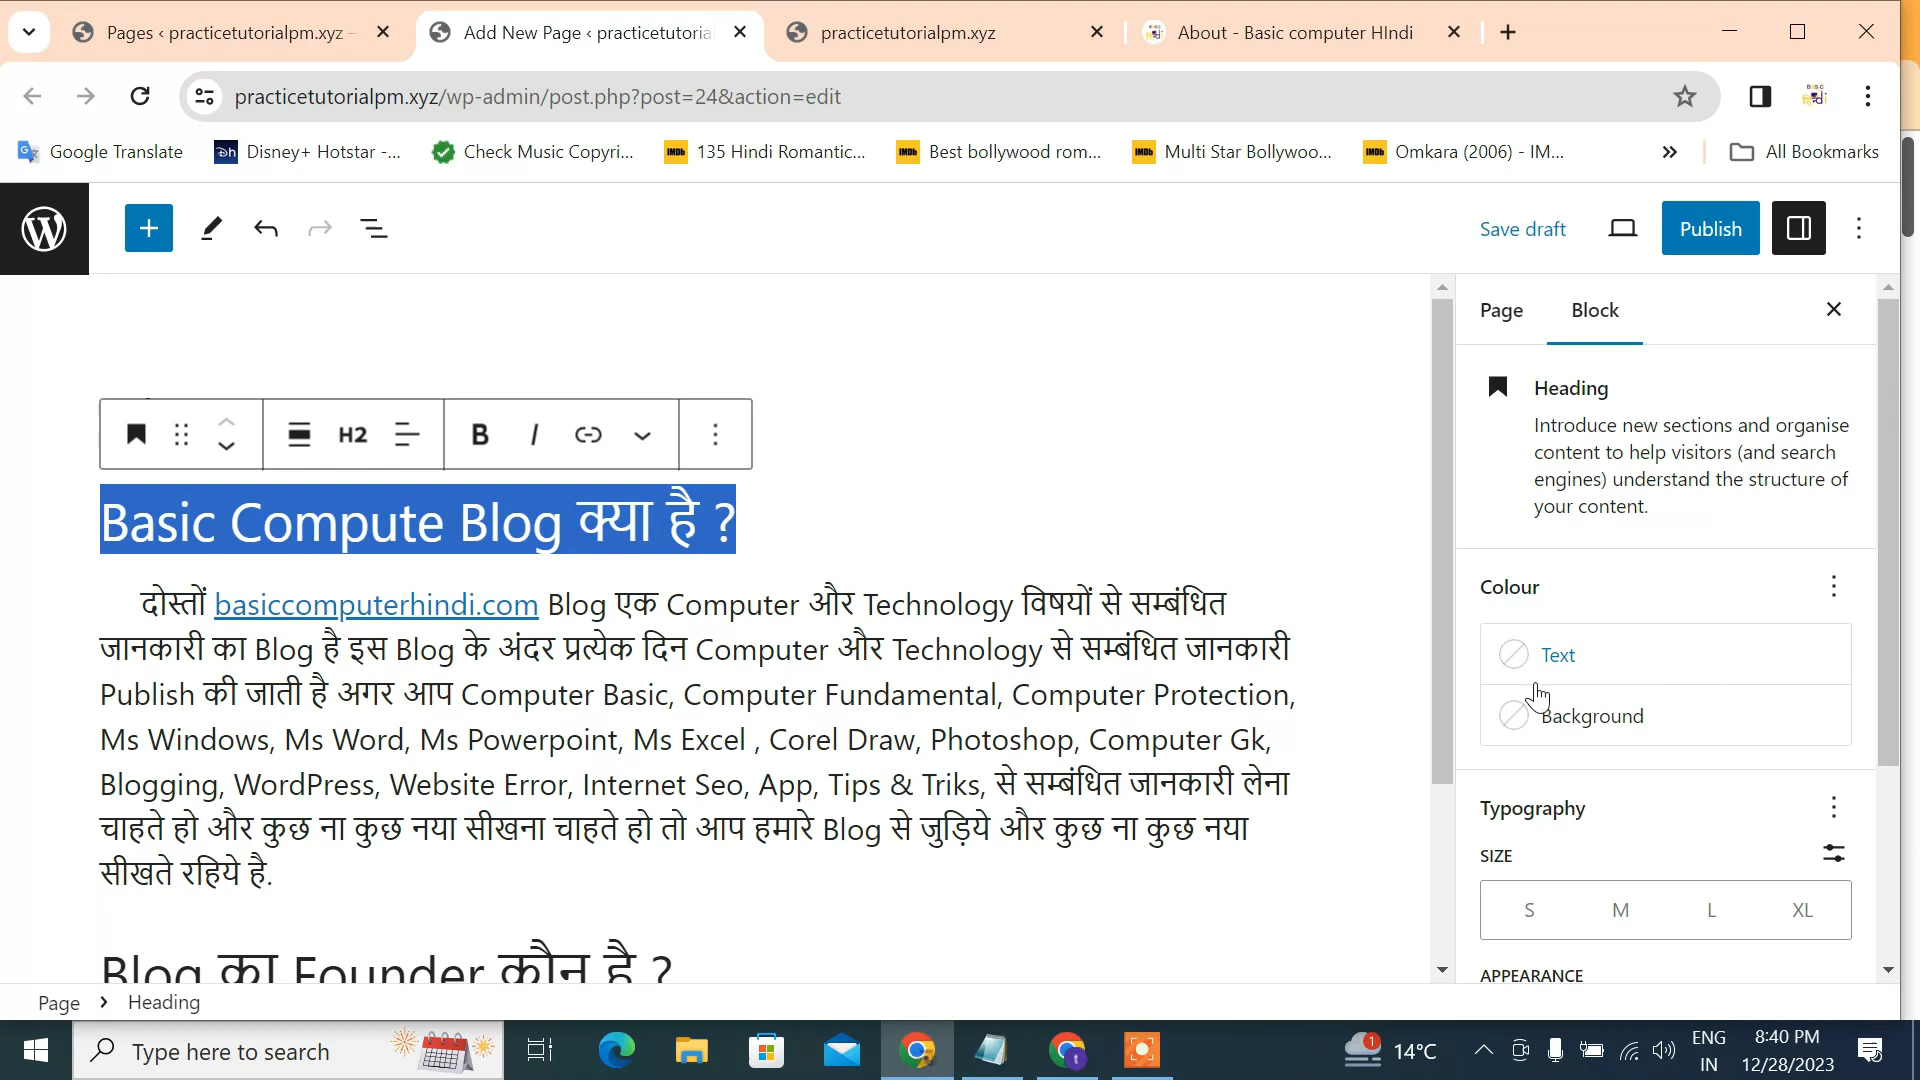 Pages ‹ practicetutorialpm.xyz —
Add New Page ‹ practicetutoria
practicetutorialpm.xyz
About - Basic computer HIndi
practicetutorialpm.xyz/wp-admin/post.php?post=24&action=edit
Google Translate
Disney+ Hotstar -...
Check Music Copyri...
135 Hindi Romantic...
Best bollywood rom...
Multi Star Bollywoo...
Omkara (2006) - IM...
All Bookmarks
Save draft
Publish
Page
Block
Heading
Introduce new sections and organise
content to help visitors (and search
engines) understand the structure of
your content.
H2
B
I
Basic Compute Blog क्या है ?
दोस्तों basiccomputerhindi.com Blog एक Computer और Technology विषयों से सम्बंधित
जानकारी का Blog है इस Blog के अंदर प्रत्येक दिन Computer और Technology से सम्बंधित जानकारी
Publish की जाती है अगर आप Computer Basic, Computer Fundamental, Computer Protection,
Ms Windows, Ms Word, Ms Powerpoint, Ms Excel , Corel Draw, Photoshop, Computer Gk,
Blogging, WordPress, Website Error, Internet Seo, App, Tips & Triks, से सम्बंधित जानकारी लेना
चाहते हो और कुछ ना कुछ नया सीखना चाहते हो तो आप हमारे Blog से जुड़िये और कुछ ना कुछ नया
सीखते रहिये है.
Blog का Founder कौन है ?
Colour
Text
Background
Typography
SIZE
S
M
L
XL
APPEARANCE
Page
Heading
Type here to search
1
14°C
ENG
IN
8:40 PM
12/28/2023